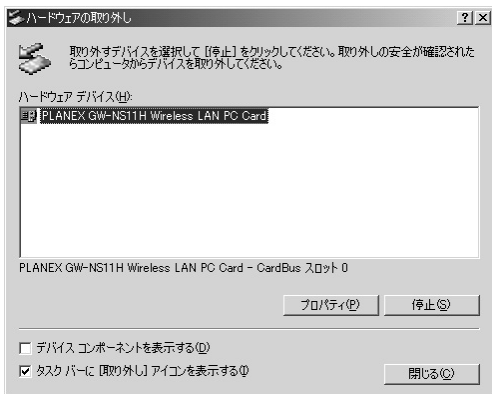 ハードウェアの取り外し
取り外すデバイスを選択して [停止] をクリックしてください。取り外しの安全が確認された
らコンピュータからデバイスを取り外してください。
ハードウェア デバイス(H):
PLANEX GW-NS11H Wireless LAN PC Card
PLANEX GW-NS11H Wireless LAN PC Card - CardBus スロット 0
プロパティ(P)
停止(S)
デバイス コンポーネントを表示する(D)
タスク バーに [取り外し] アイコンを表示する(I)
閉じる(C)